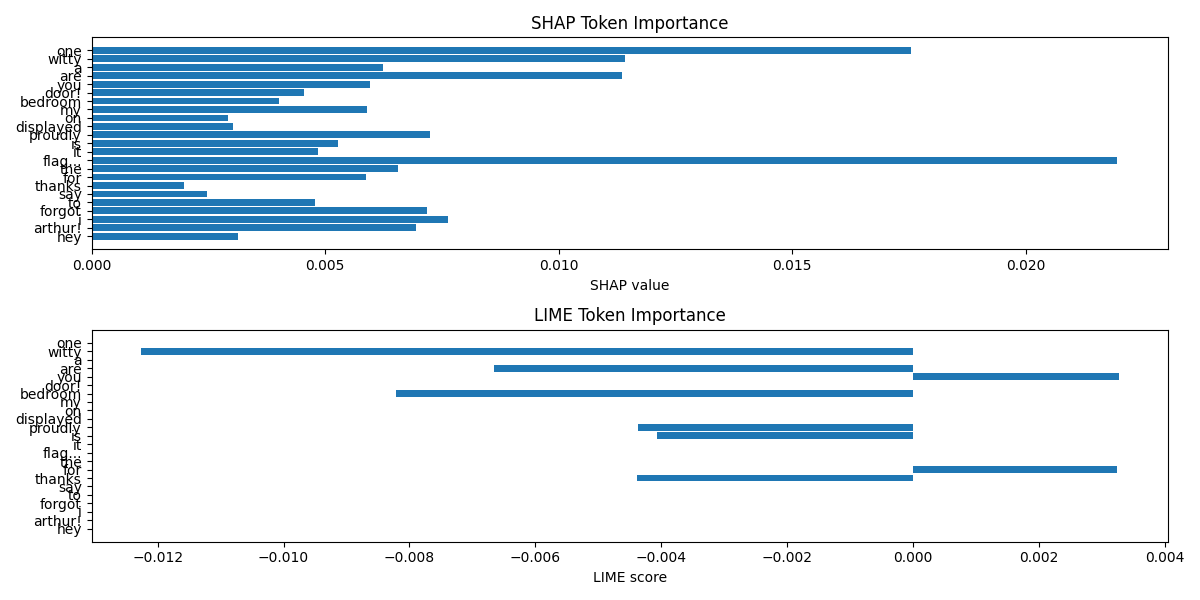 SHAP Token Importance
one
witty
a
are
you
door!
bedroom
my
on
displayed
proudly
is
it
flag...
the
for
thanks
say
to
forgot
i
arthur!
hey
0.000 0.005 0.010 0.015 0.020
SHAP value
LIME Token Importance
one
witty
a
are
you
door!
bedroom
my
on
displayed
proudly
is
it
flag...
the
for
thanks
say
to
forgot
i
arthur!
hey
−0.012 −0.010 −0.008 −0.006 −0.004 −0.002 0.000 0.002 0.004
LIME score